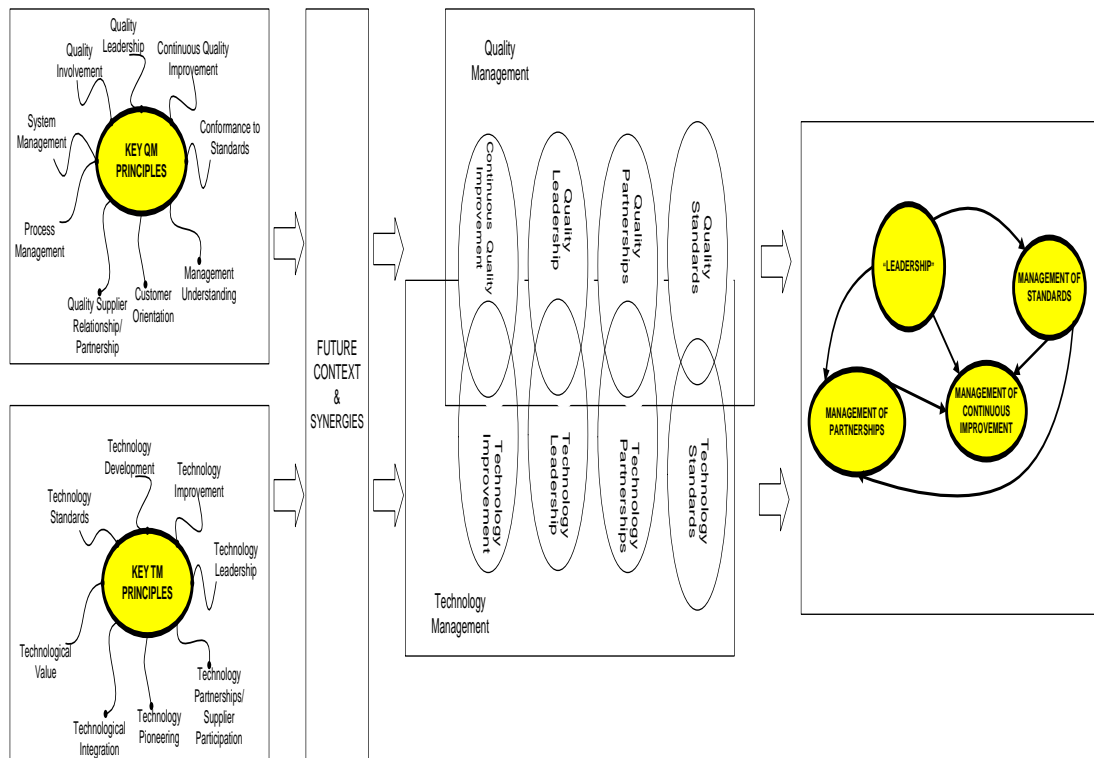 Quality
Leadership
Quality
Involvement
Continuous Quality
Improvement
System
Management
KEY QM
PRINCIPLES
Conformance to
Standards
Process
Management
Quality Supplier
Relationship/
Partnership
Customer
Orientation
Management
Understanding
Technology
Development
Technology
Improvement
Technology
Standards
KEY TM
PRINCIPLES
Technology
Leadership
Technological
Value
Technological
Integration
Technology
Pioneering
Technology
Partnerships/
Supplier
Participation
FUTURE
CONTEXT
&
SYNERGIES
Quality
Management
Continuous Quality
Improvement
Quality
Leadership
Quality
Partnerships
Quality
Standards
Technology
Improvement
Technology
Leadership
Technology
Partnerships
Technology
Standards
Technology
Management
"LEADERSHIP"
MANAGEMENT OF
STANDARDS
MANAGEMENT OF
PARTNERSHIPS
MANAGEMENT OF
CONTINUOUS
IMPROVEMENT